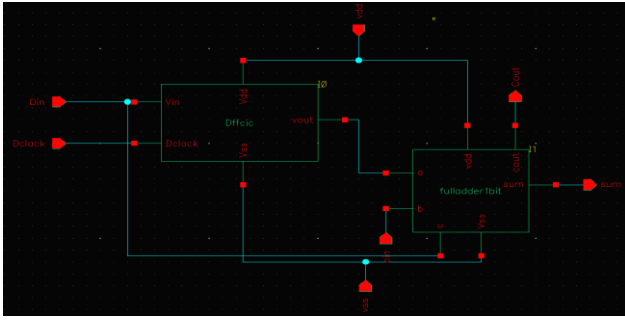 vdd
I0
Cout
Din
Vin
Vdd
Dffcic
vout
Dclock
Dclock
Vss
I1
vdd
cout
a
fulladder1bit
sum
sum
b
c
Vss
vss